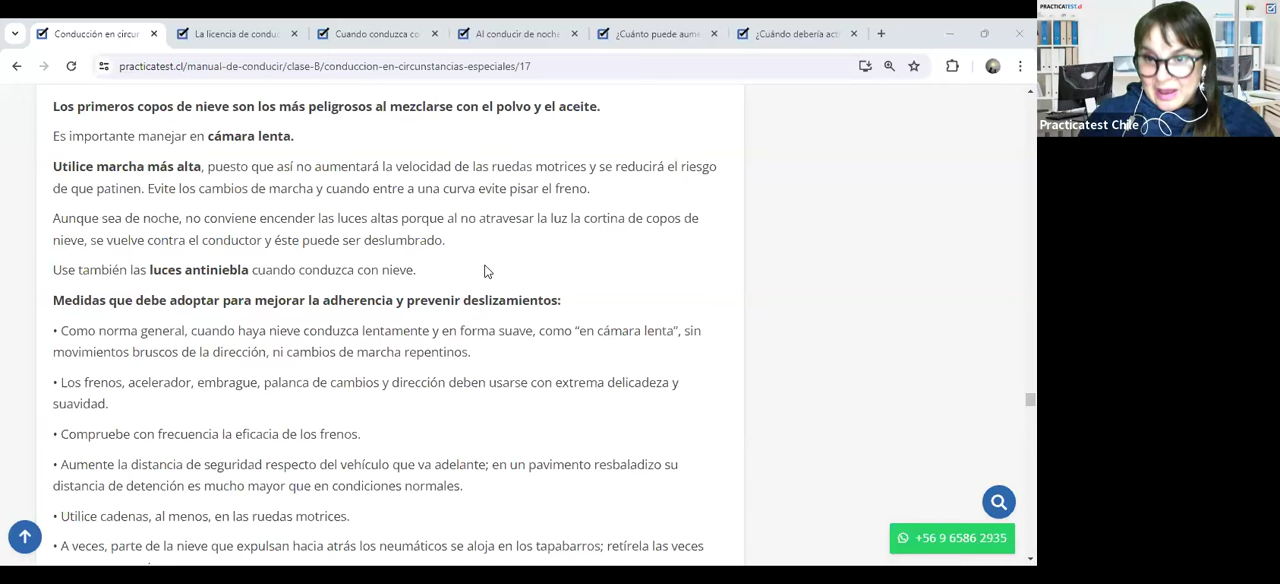 Conducción en circur
La licencia de conduc
Cuando conduzca co
Al conducir de noche
¿Cuánto puede aume
¿Cuándo debería act
practicatest.cl/manual-de-conducir/clase-B/conduccion-en-circunstancias-especiales/17
PRACTICATEST.cl
Practicatest Chile
Los primeros copos de nieve son los más peligrosos al mezclarse con el polvo y el aceite.
Es importante manejar en cámara lenta.
Utilice marcha más alta, puesto que así no aumentará la velocidad de las ruedas motrices y se reducirá el riesgo
de que patinen. Evite los cambios de marcha y cuando entre a una curva evite pisar el freno.
Aunque sea de noche, no conviene encender las luces altas porque al no atravesar la luz la cortina de copos de
nieve, se vuelve contra el conductor y éste puede ser deslumbrado.
Use también las luces antiniebla cuando conduzca con nieve.
Medidas que debe adoptar para mejorar la adherencia y prevenir deslizamientos:
• Como norma general, cuando haya nieve conduzca lentamente y en forma suave, como “en cámara lenta”, sin
movimientos bruscos de la dirección, ni cambios de marcha repentinos.
• Los frenos, acelerador, embrague, palanca de cambios y dirección deben usarse con extrema delicadeza y
suavidad.
• Compruebe con frecuencia la eficacia de los frenos.
• Aumente la distancia de seguridad respecto del vehículo que va adelante; en un pavimento resbaladizo su
distancia de detención es mucho mayor que en condiciones normales.
• Utilice cadenas, al menos, en las ruedas motrices.
• A veces, parte de la nieve que expulsan hacia atrás los neumáticos se aloja en los tapabarros; retírela las veces
+56 9 6586 2935